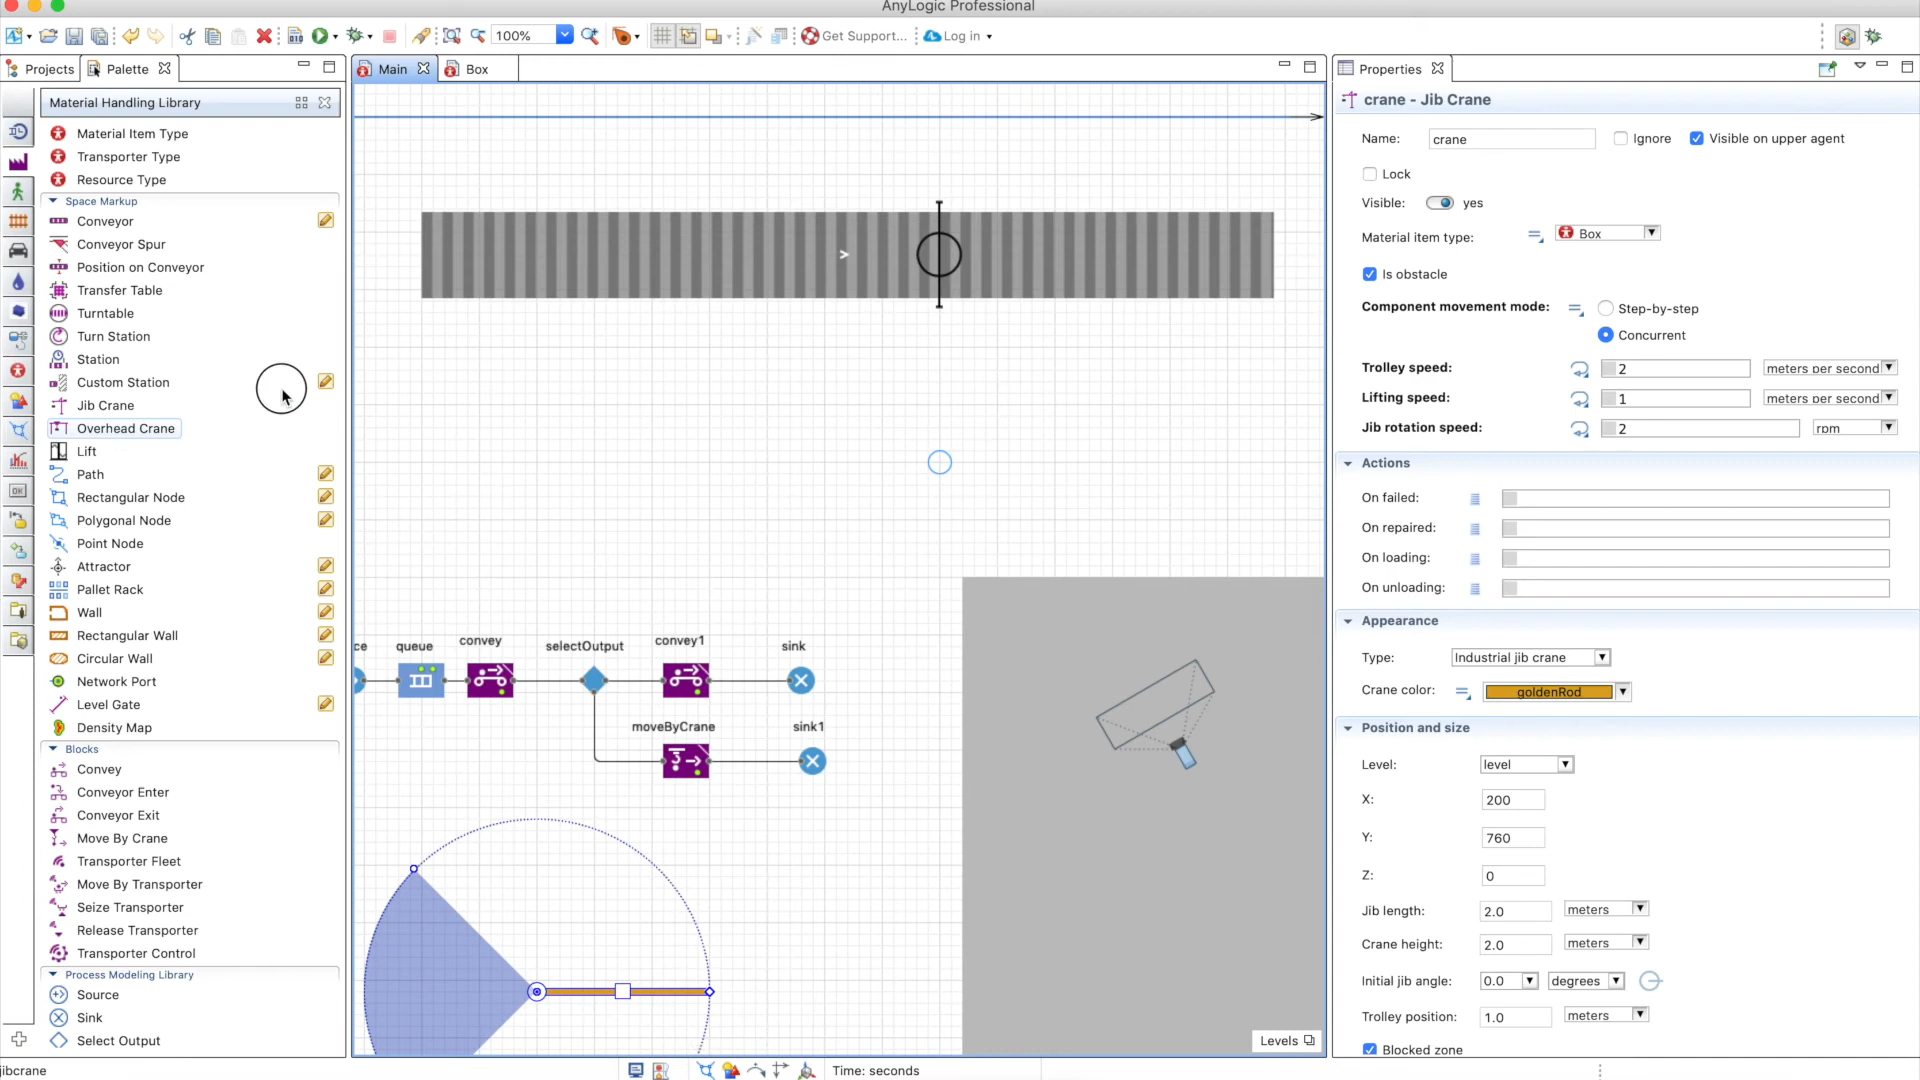 AnyLogic Professional
100%
Get Support...
Log in
Projects
Palette
Main
Box
Properties
Material Handling Library
Material Item Type
Transporter Type
Resource Type
Space Markup
Conveyor
Conveyor Spur
Position on Conveyor
Transfer Table
Turntable
Turn Station
Station
Custom Station
Jib Crane
Overhead Crane
Lift
Path
Rectangular Node
Polygonal Node
Point Node
Attractor
Pallet Rack
Wall
Rectangular Wall
Circular Wall
Network Port
Level Gate
Density Map
Blocks
Convey
Conveyor Enter
Conveyor Exit
Move By Crane
Transporter Fleet
Move By Transporter
Seize Transporter
Release Transporter
Transporter Control
Process Modeling Library
Source
Sink
Select Output
ce
queue
convey
selectOutput
convey1
sink
moveByCrane
sink1
Levels
crane - Jib Crane
Name:
crane
Ignore
Visible on upper agent
Lock
Visible:
yes
Material item type:
Box
Is obstacle
Component movement mode:
Step-by-step
Concurrent
Trolley speed:
2
meters per second
Lifting speed:
1
meters per second
Jib rotation speed:
2
rpm
Actions
On failed:
On repaired:
On loading:
On unloading:
Appearance
Type:
Industrial jib crane
Crane color:
goldenRod
Position and size
Level:
level
X:
200
Y:
760
Z:
0
Jib length:
2.0
meters
Crane height:
2.0
meters
Initial jib angle:
0.0
degrees
Trolley position:
1.0
meters
Blocked zone
jibcrane
Time: seconds